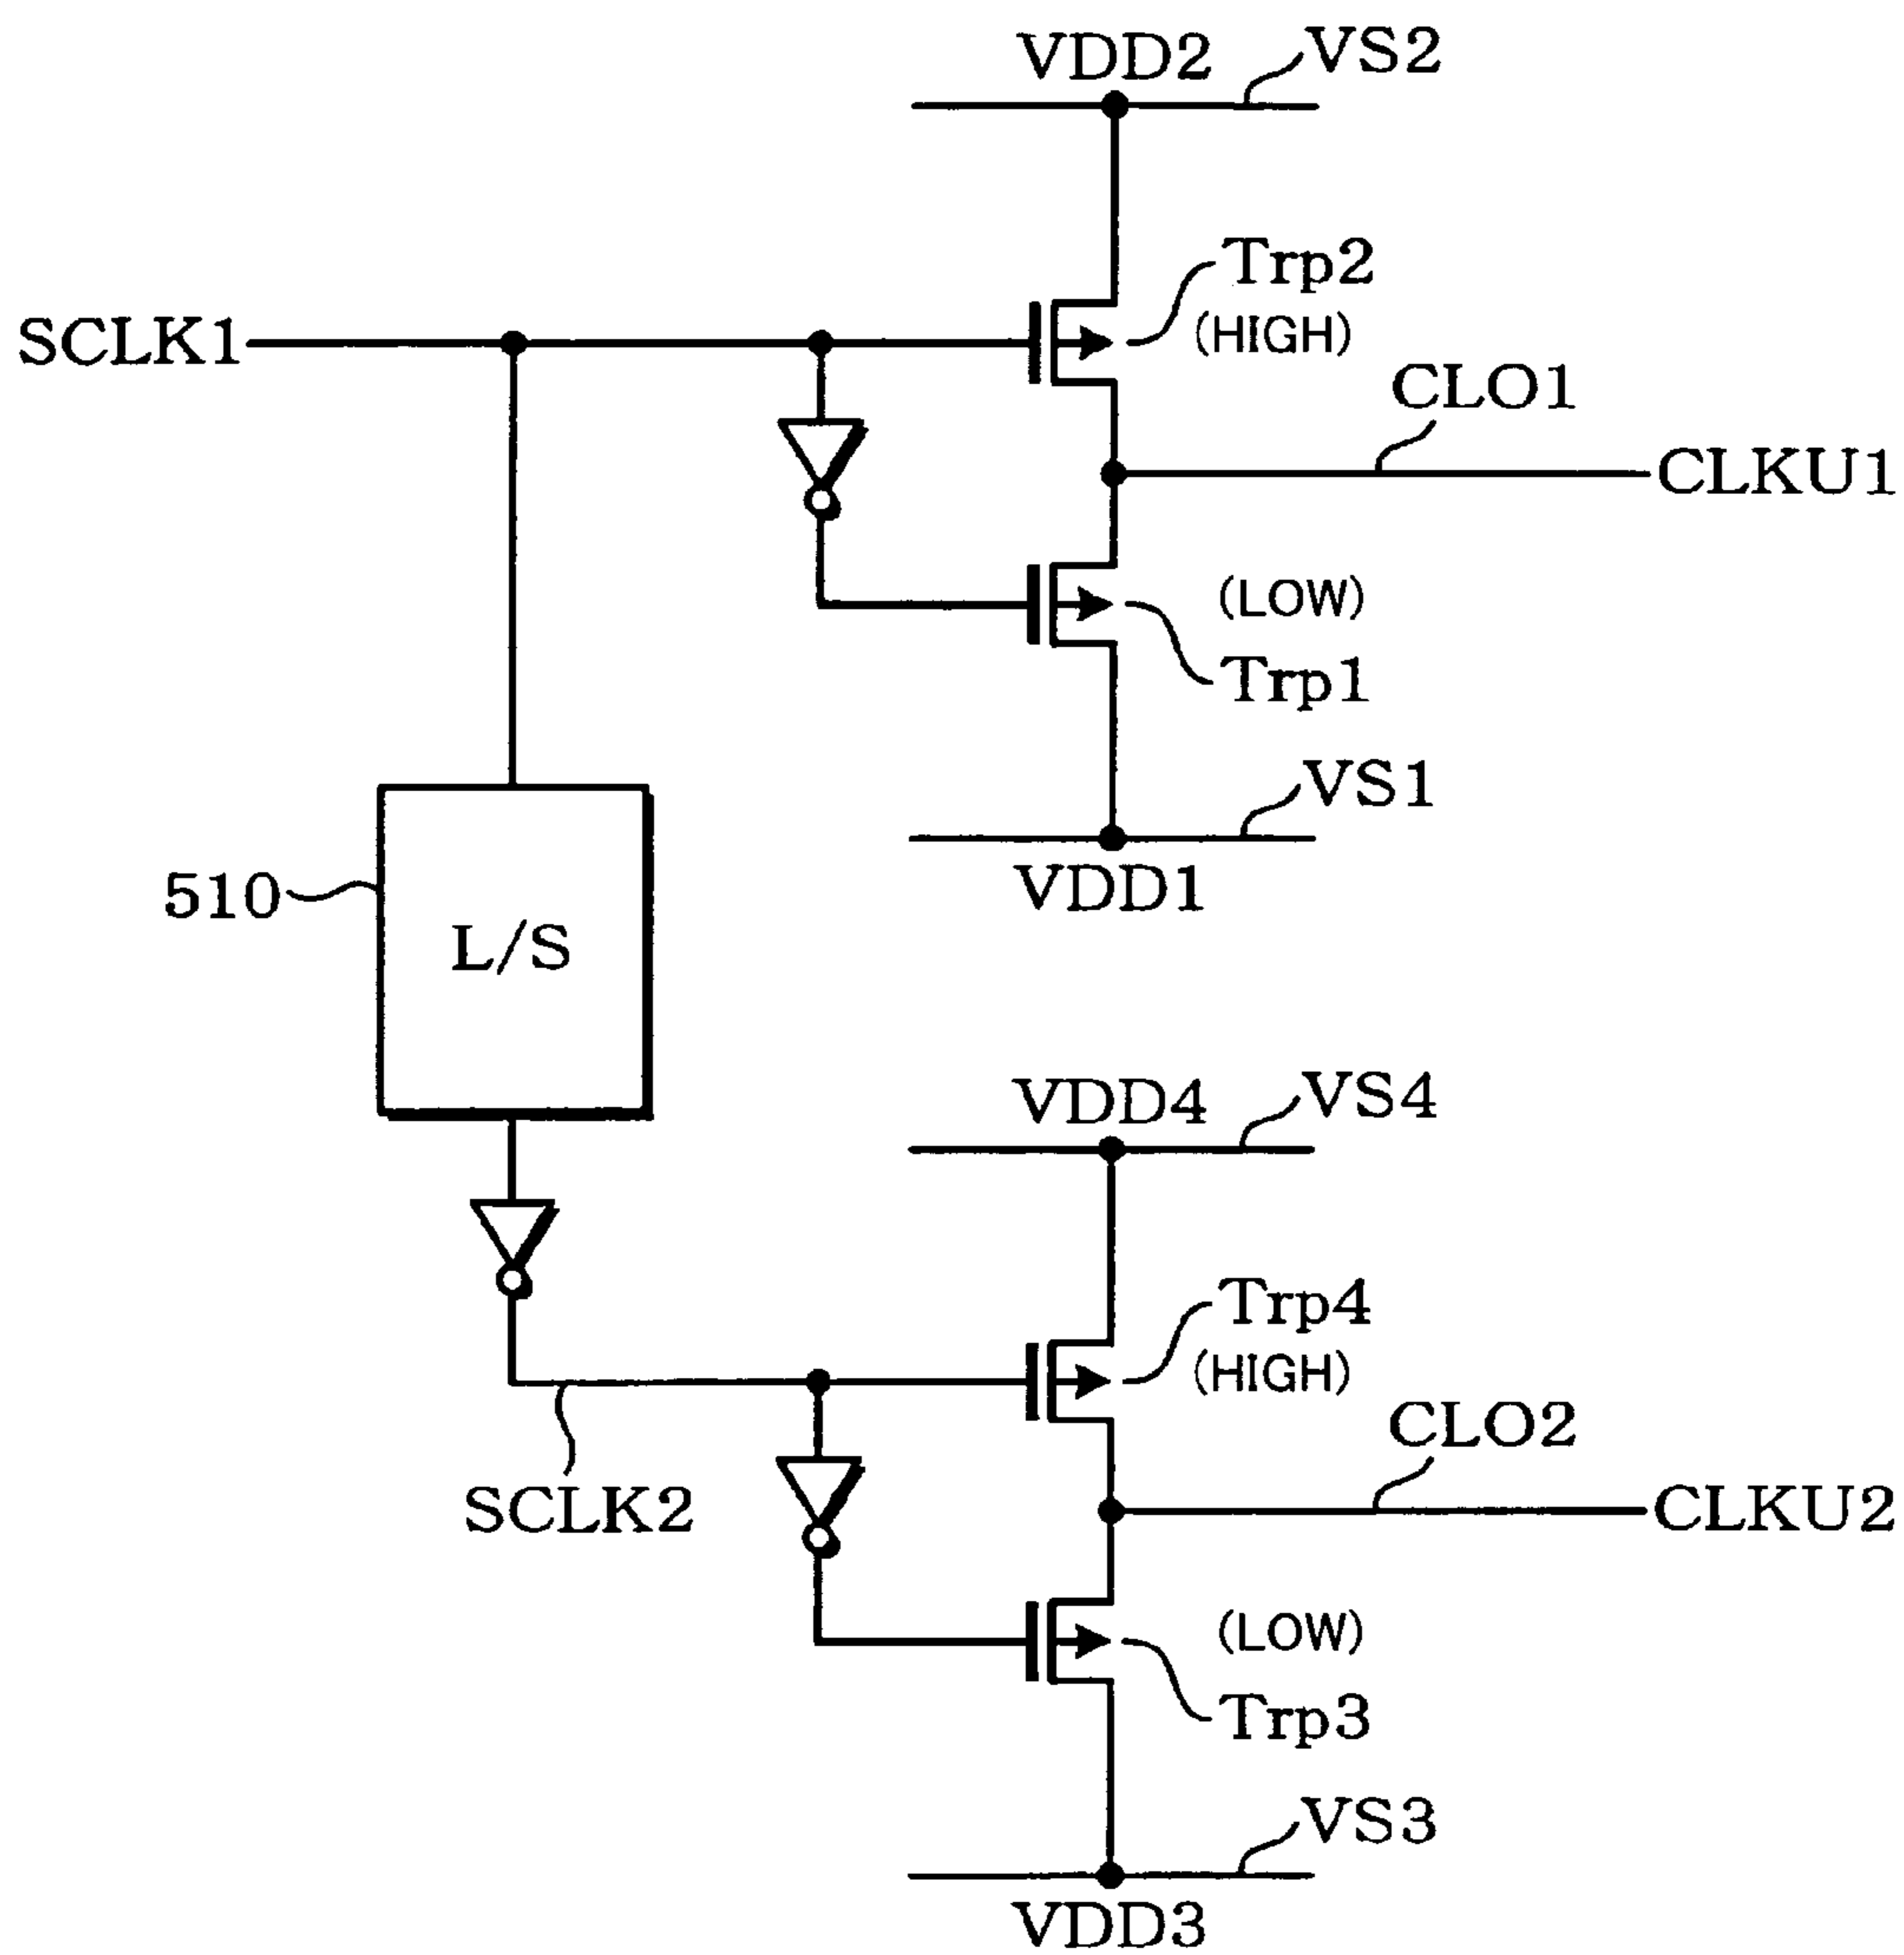 VDD2
VS2
Trp2
(HIGH)
SCLK1
CLO1
CLKU1
(LOW)
Trp1
VS1
VDD1
510
L/S
VDD4
VS4
Trp4
(HIGH)
CLO2
SCLK2
CLKU2
(LOW)
Trp3
VS3
VDD3